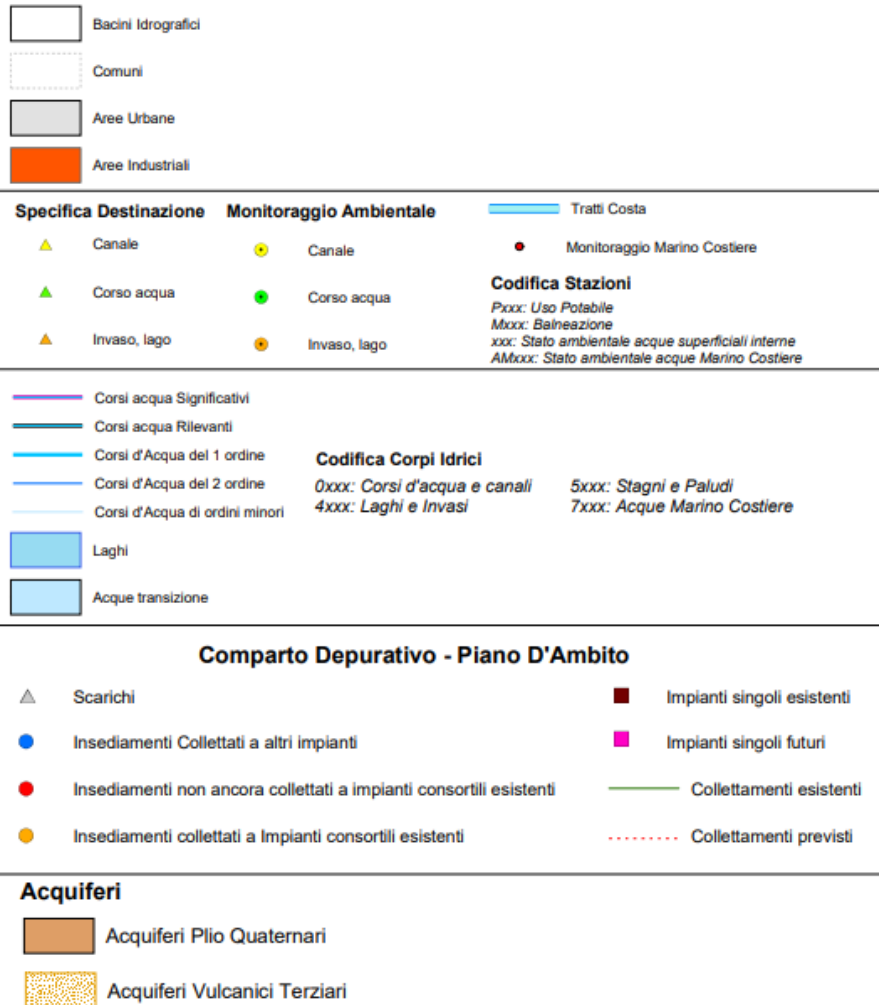 Bacini Idrografici
Comuni
Aree Urbane
Aree Industriali
Specifica Destinazione
Canale
Corso acqua
Invaso, lago
Monitoraggio Ambientale
Canale
Corso acqua
Invaso, lago
Tratti Costa
Monitoraggio Marino Costiere
Codifica Stazioni
Pxxx: Uso Potabile
Mxxx: Balneazione
xxx: Stato ambientale acque superficiali interne
AMxxx: Stato ambientale acque Marino Costiere
Corsi acqua Significativi
Corsi acqua Rilevanti
Corsi d'Acqua del 1 ordine
Corsi d'Acqua del 2 ordine
Corsi d'Acqua di ordini minori
Laghi
Acque transizione
Codifica Corpi Idrici
0xxx: Corsi d'acqua e canali
4xxx: Laghi e Invasi
5xxx: Stagni e Paludi
7xxx: Acque Marino Costiere
Comparto Depurativo - Piano D'Ambito
Scarichi
Insediamenti Collettati a altri impianti
Insediamenti non ancora collettati a impianti consortili esistenti
Insediamenti collettati a Impianti consortili esistenti
Impianti singoli esistenti
Impianti singoli futuri
Collettamenti esistenti
Collettamenti previsti
Acquiferi
Acquiferi Plio Quaternari
Acquiferi Vulcanici Terziari